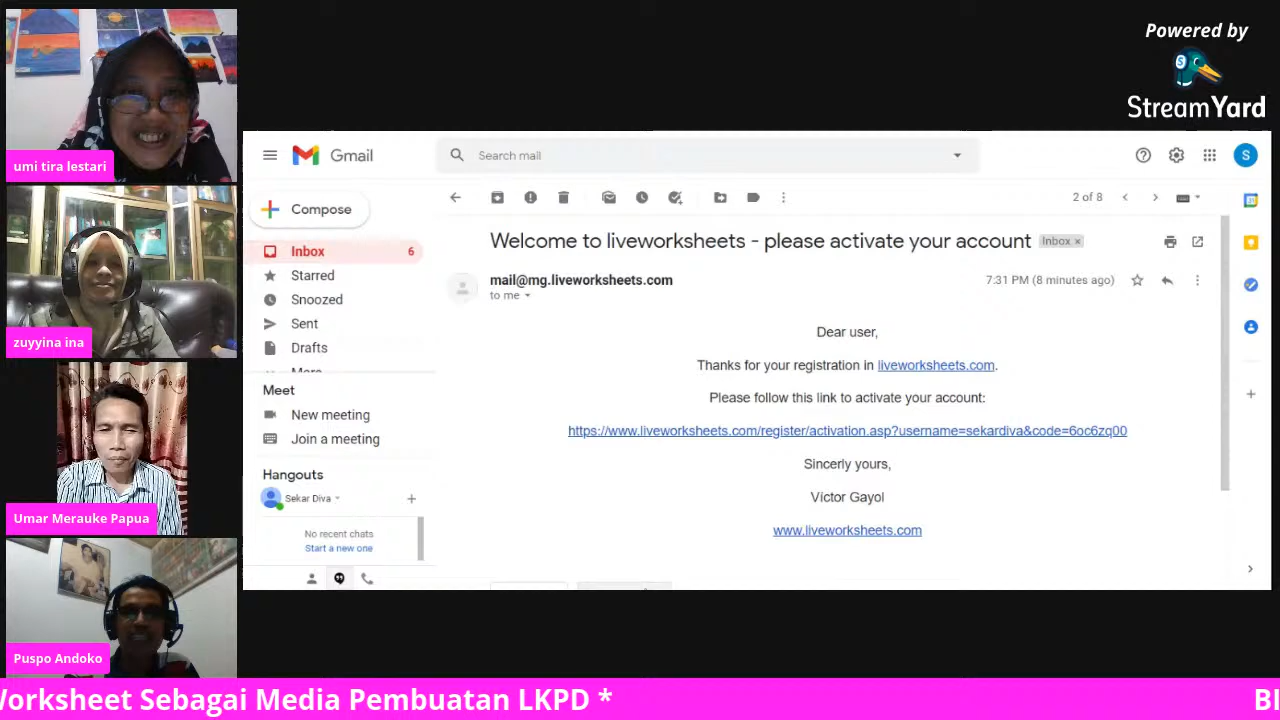 Powered by
StreamYard
umi tira lestari
zuyyina ina
Umar Merauke Papua
Puspo Andoko
Gmail
Search mail
S
Compose
2 of 8
Inbox 6
Starred
Snoozed
Sent
Drafts
More
Meet
New meeting
Join a meeting
Hangouts
Sekar Diva
No recent chats
Start a new one
Welcome to liveworksheets - please activate your account Inbox x
mail@mg.liveworksheets.com 7:31 PM (8 minutes ago)
to me
Dear user,
Thanks for your registration in liveworksheets.com.
Please follow this link to activate your account:
https://www.liveworksheets.com/register/activation.asp?username=sekardiva&code=6oc6zq00
Sincerly yours,
Victor Gayol
www.liveworksheets.com
Worksheet Sebagai Media Pembuatan LKPD *